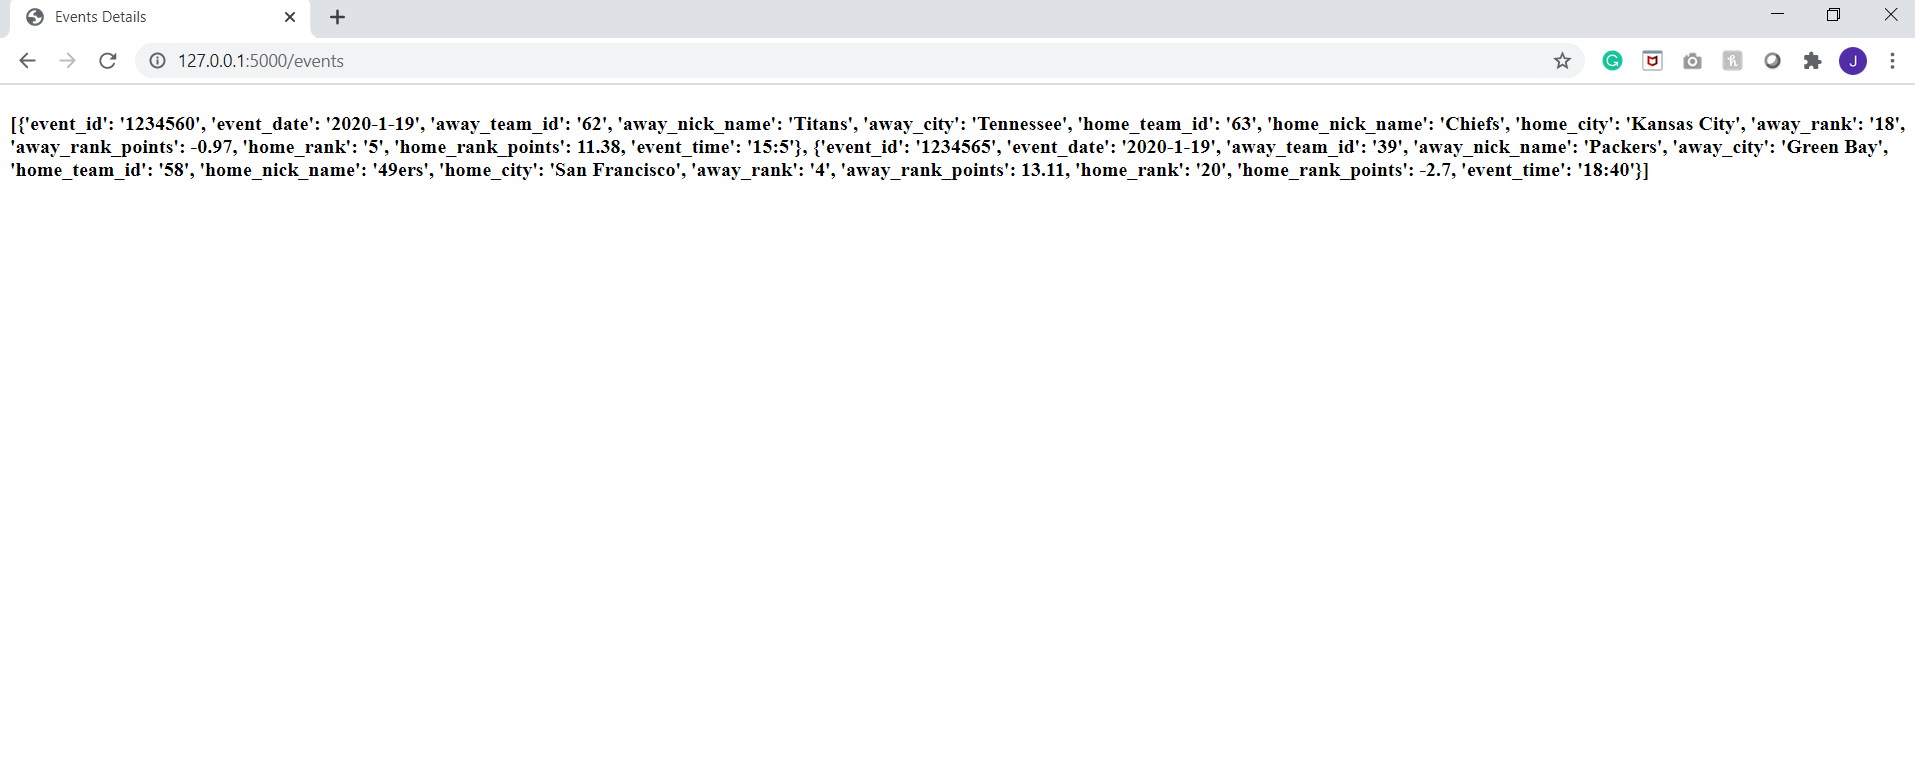 Events Details
127.0.0.1:5000/events
J
[{'event_id': '1234560', 'event_date': '2020-1-19', 'away_team_id': '62', 'away_nick_name': 'Titans', 'away_city': 'Tennessee', 'home_team_id': '63', 'home_nick_name': 'Chiefs', 'home_city': 'Kansas City', 'away_rank': '18',
'away_rank_points': -0.97, 'home_rank': '5', 'home_rank_points': 11.38, 'event_time': '15:5'}, {'event_id': '1234565', 'event_date': '2020-1-19', 'away_team_id': '39', 'away_nick_name': 'Packers', 'away_city': 'Green Bay',
'home_team_id': '58', 'home_nick_name': '49ers', 'home_city': 'San Francisco', 'away_rank': '4', 'away_rank_points': 13.11, 'home_rank': '20', 'home_rank_points': -2.7, 'event_time': '18:40'}]